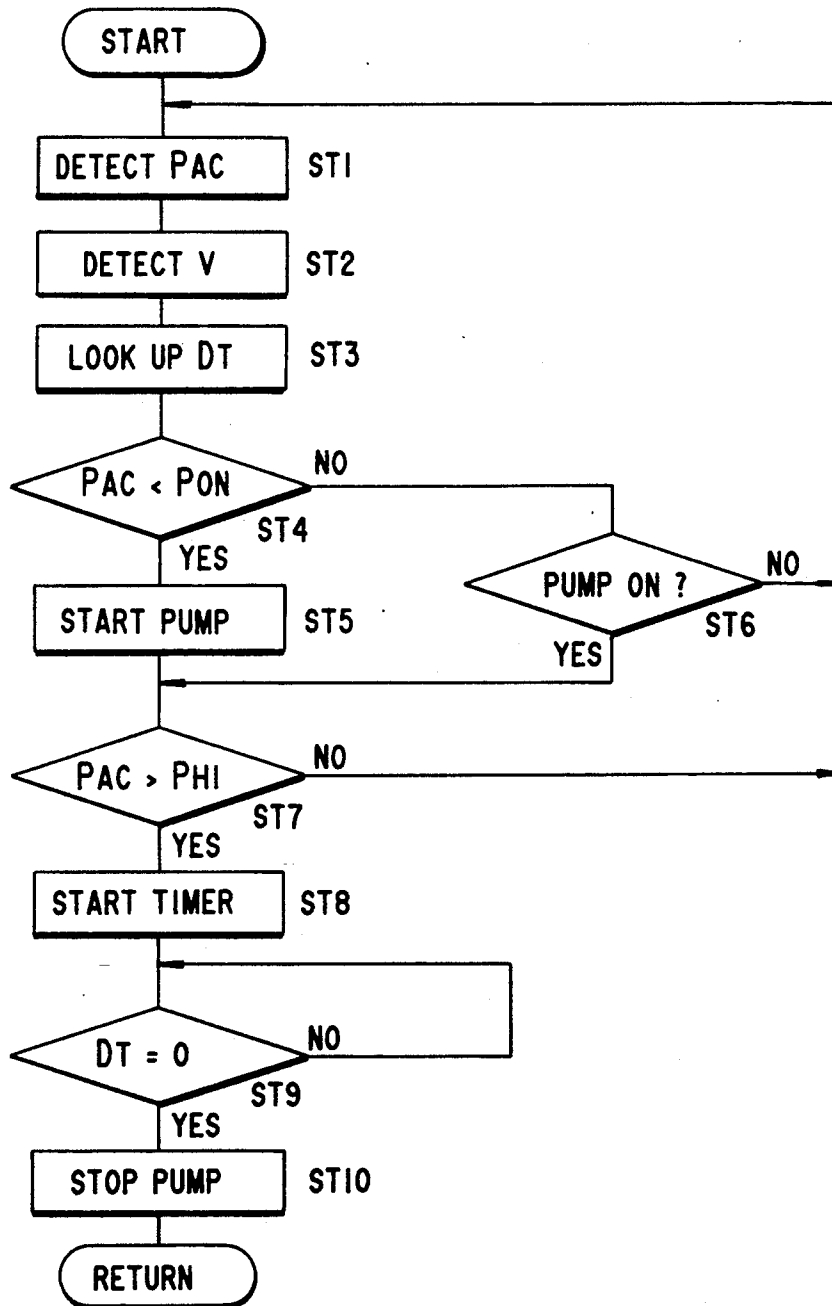 START
DETECT PAC ST1
DETECT V ST2
LOOK UP DT ST3
PAC < PON NO
ST4
YES
PUMP ON ? NO
START PUMP ST5
ST6
YES
PAC > PHI NO
ST7
YES
START TIMER ST8
DT = 0 NO
ST9
YES
STOP PUMP ST10
RETURN